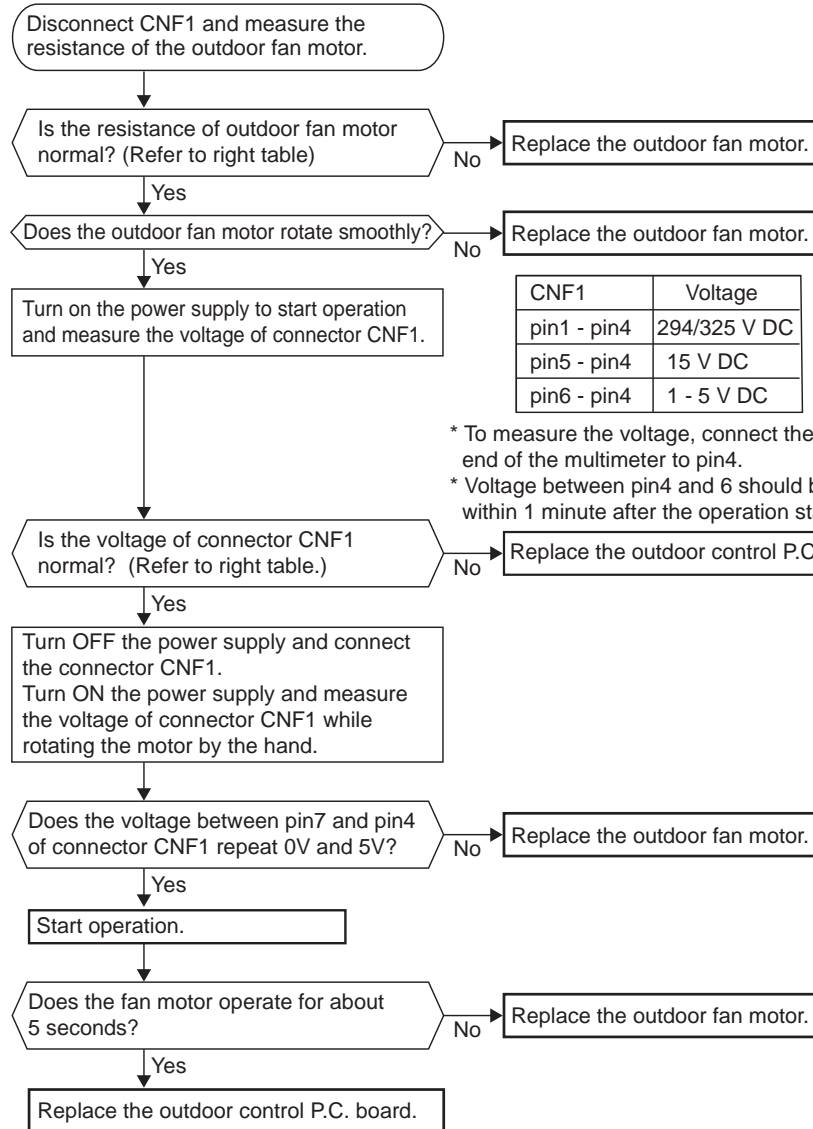 Disconnect CNF1 and measure the
resistance of the outdoor fan motor.
Is the resistance of outdoor fan motor
normal? (Refer to right table)
No
Replace the outdoor fan motor.
Yes
Does the outdoor fan motor rotate smoothly?
No
Replace the outdoor fan motor.
Yes
Turn on the power supply to start operation
and measure the voltage of connector CNF1.
CNF1 Voltage
pin1 - pin4 294/325 V DC
pin5 - pin4 15 V DC
pin6 - pin4 1 - 5 V DC
* To measure the voltage, connect the
end of the multimeter to pin4.
* Voltage between pin4 and 6 should
within 1 minute after the operation
Is the voltage of connector CNF1
normal? (Refer to right table.)
No
Replace the outdoor control
Yes
Turn OFF the power supply and connect
the connector CNF1.
Turn ON the power supply and measure
the voltage of connector CNF1 while
rotating the motor by the hand.
Does the voltage between pin7 and pin4
of connector CNF1 repeat 0V and 5V?
No
Replace the outdoor fan motor.
Yes
Start operation.
Does the fan motor operate for about
5 seconds?
No
Replace the outdoor fan motor.
Yes
Replace the outdoor control P.C. board.